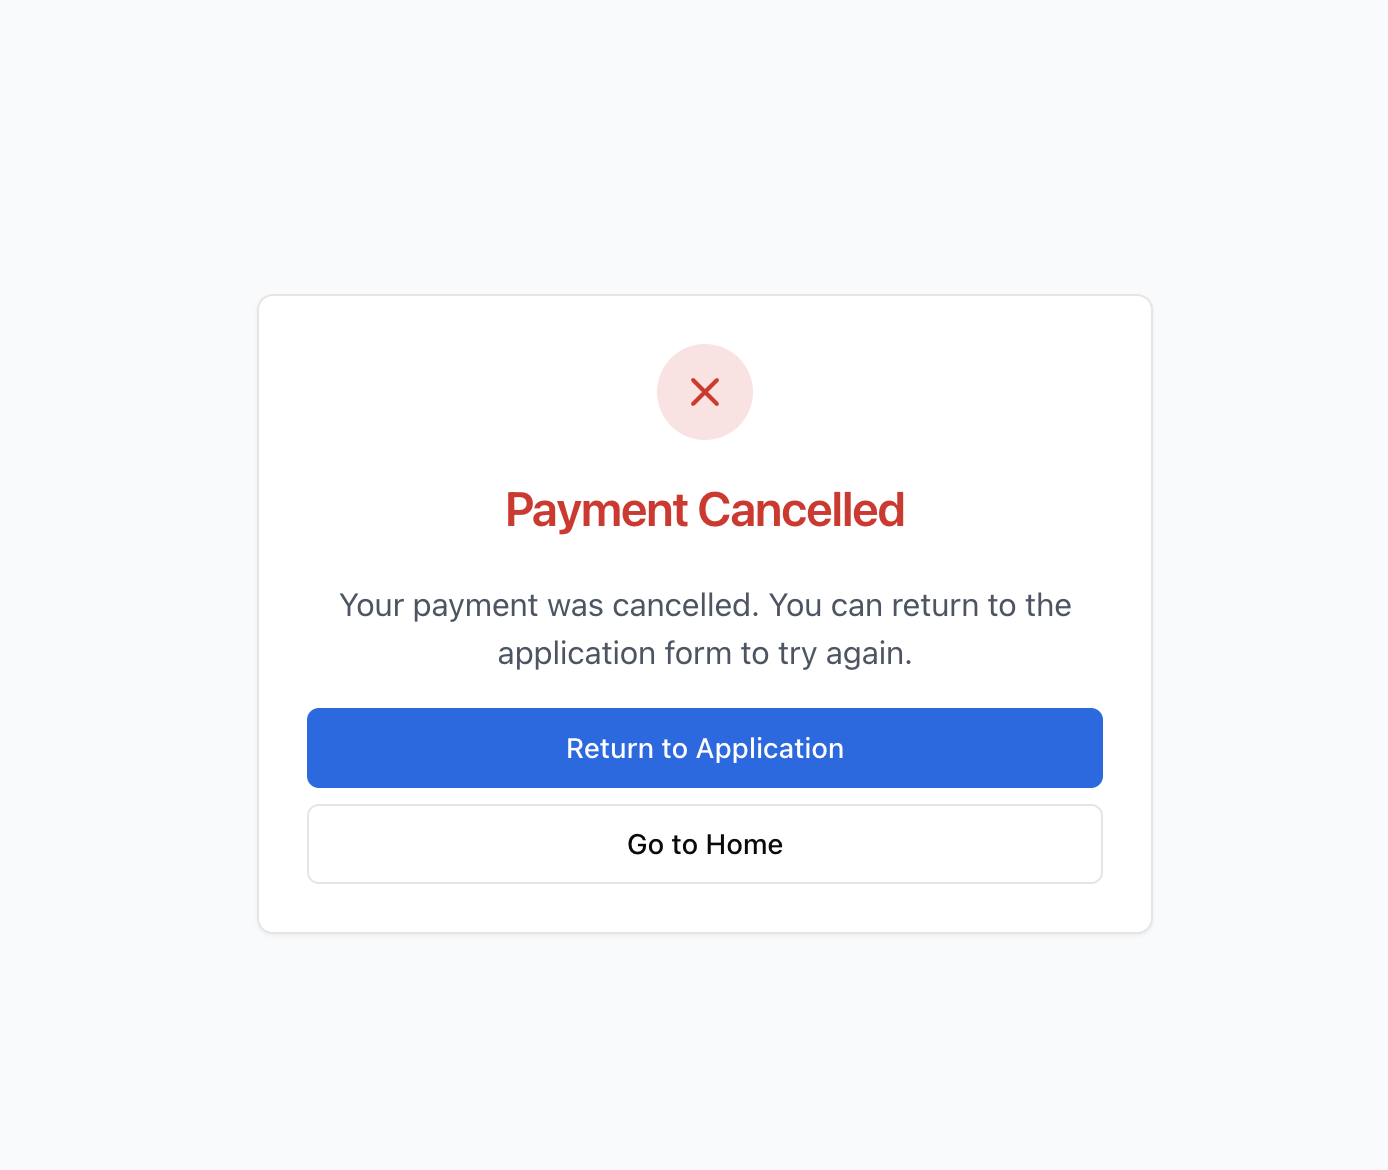 Payment Cancelled
Your payment was cancelled. You can return to the
application form to try again.
Return to Application
Go to Home